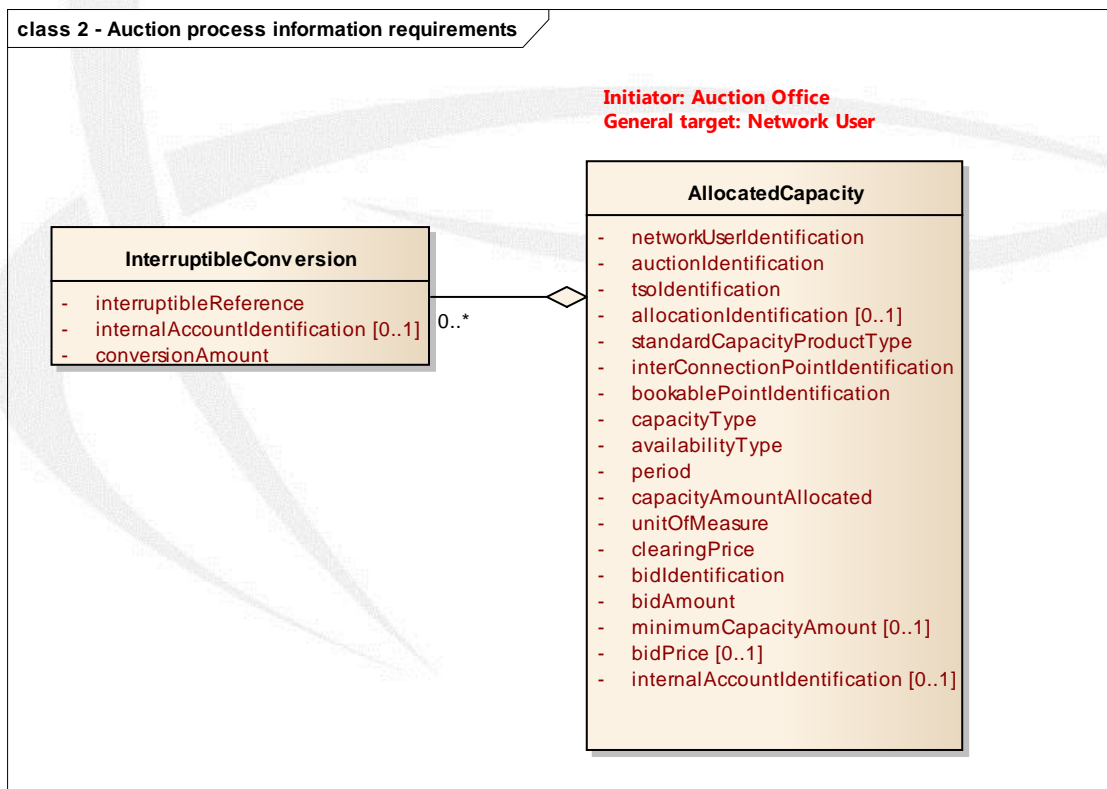 class 2 - Auction process information requirements
Initiator: Auction Office
General target: Network User
AllocatedCapacity
- networkUserIdentification
- auctionIdentification
- tsoIdentification
- allocationIdentification [0..1]
- standardCapacityProductType
- interConnectionPointIdentification
- bookablePointIdentification
- capacityType
- availabilityType
- period
- capacityAmountAllocated
- unitOfMeasure
- clearingPrice
- bidIdentification
- bidAmount
- minimumCapacityAmount [0..1]
- bidPrice [0..1]
- internalAccountIdentification [0..1]
InterruptibleConversion
- interruptibleReference
- internalAccountIdentification [0..1]
- conversionAmount
0..*